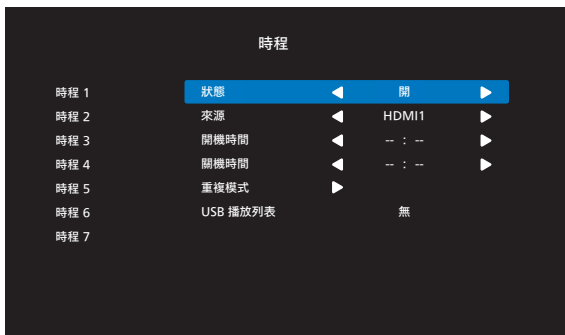 時程
時程 1 狀態 開
時程 2 來源 HDMI1
時程 3 開機時間 -- : --
時程 4 關機時間 -- : --
時程 5 重複模式
時程 6 USB 播放列表 無
時程 7